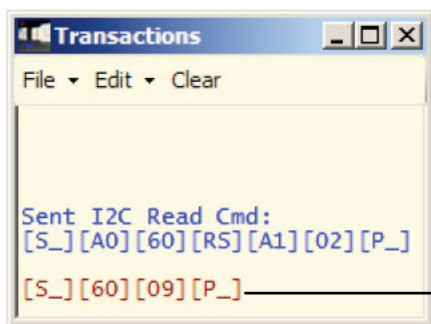 Transactions
File Edit Clear
Sent I2C Read Cmd:
[S_][A0][60][RS][A1][02][P_]
[S_][60][09][P_]